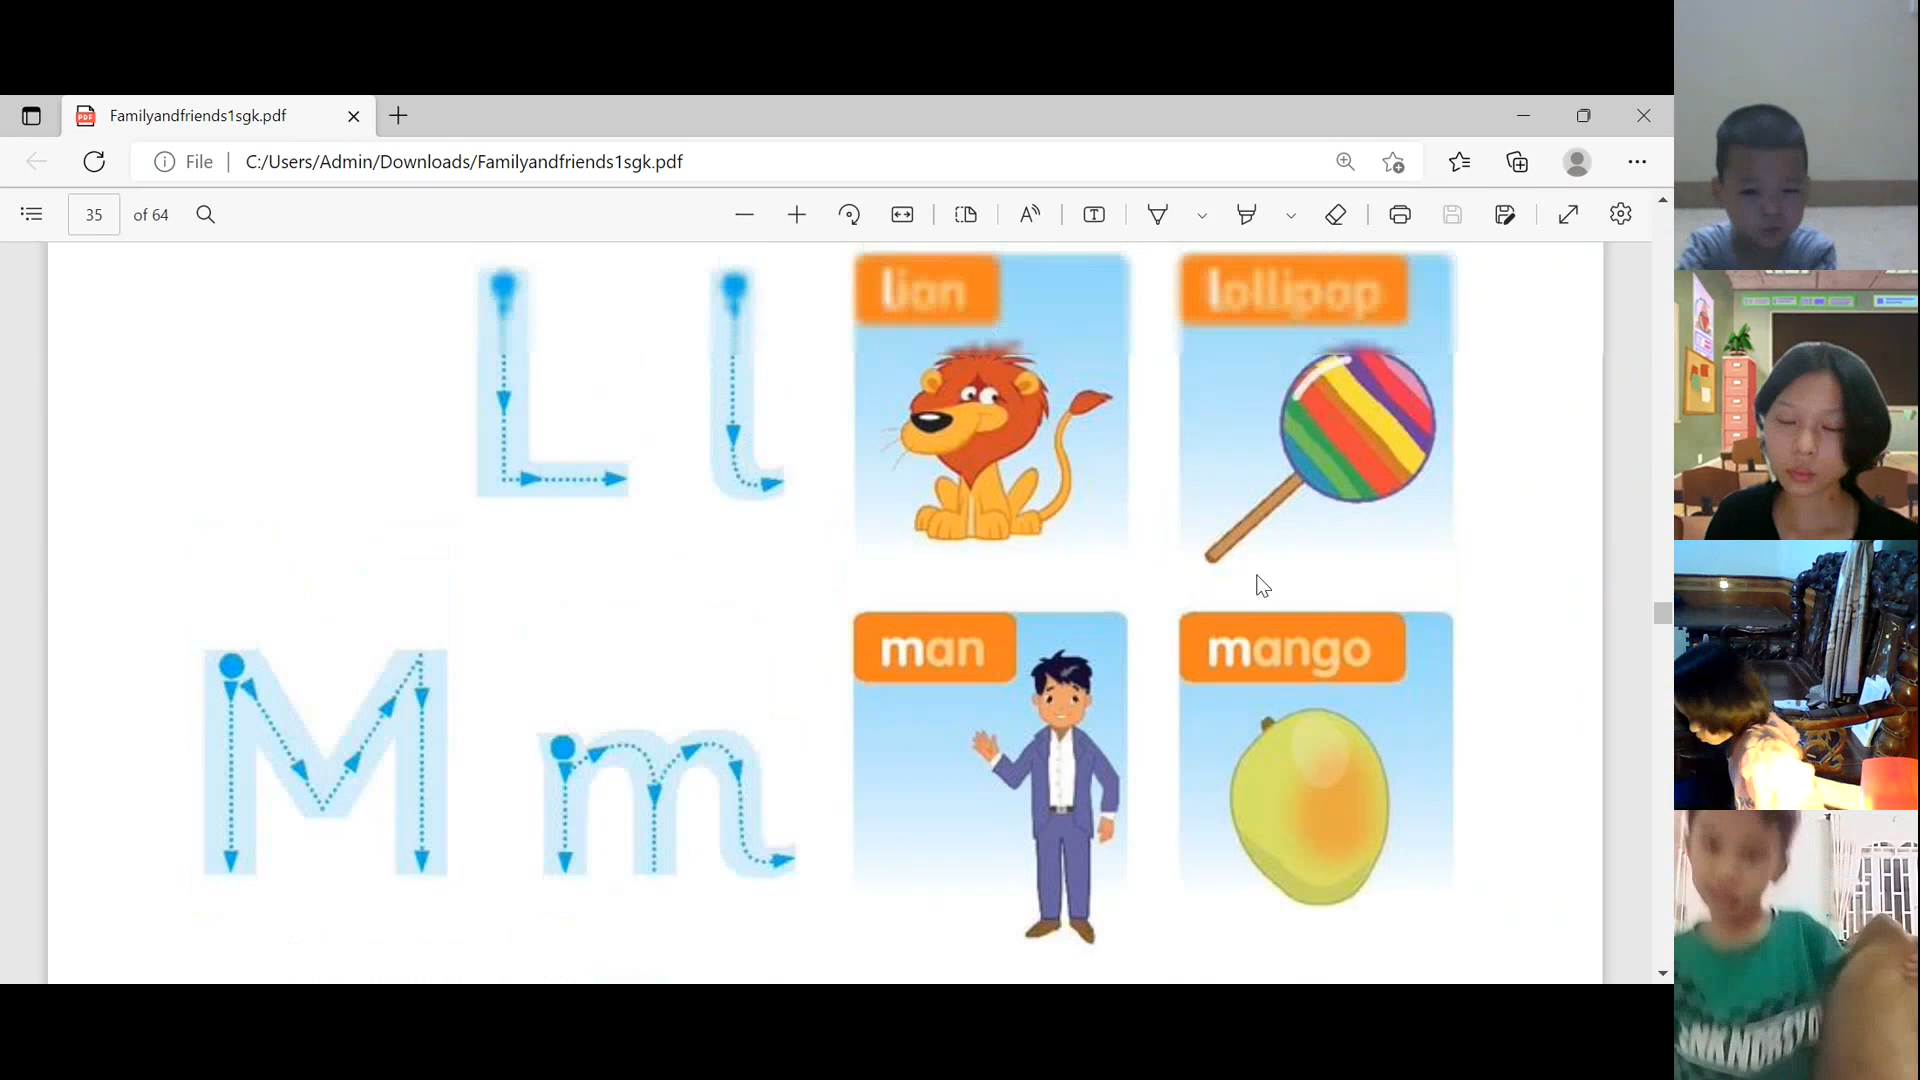 Familyandfriends1sgk.pdf
File | C:/Users/Admin/Downloads/Familyandfriends1sgk.pdf
35 of 64
L l
lion
lollipop
M m
man
mango